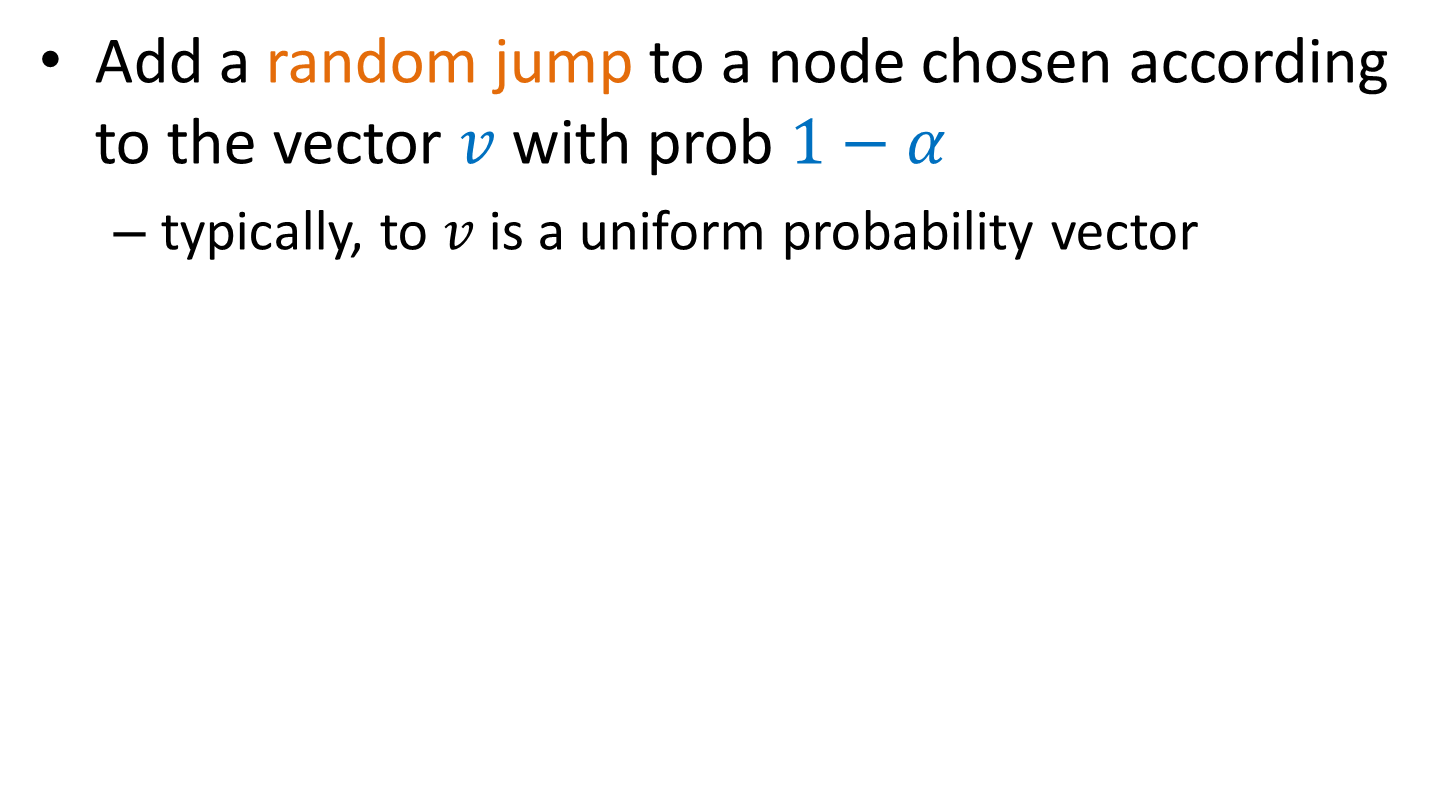 • Add a random jump to a node chosen according
to the vector 𝑣 with prob 1 − 𝛼
– typically, to 𝑣 is a uniform probability vector